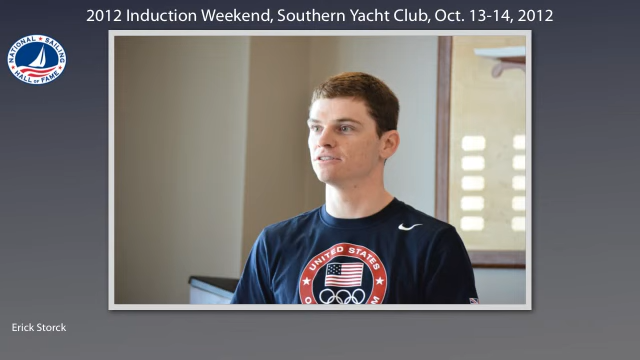 2012 Induction Weekend, Southern Yacht Club, Oct. 13-14, 2012
NATIONAL SAILING
HALL OF FAME
UNITED STATES
Erick Storck